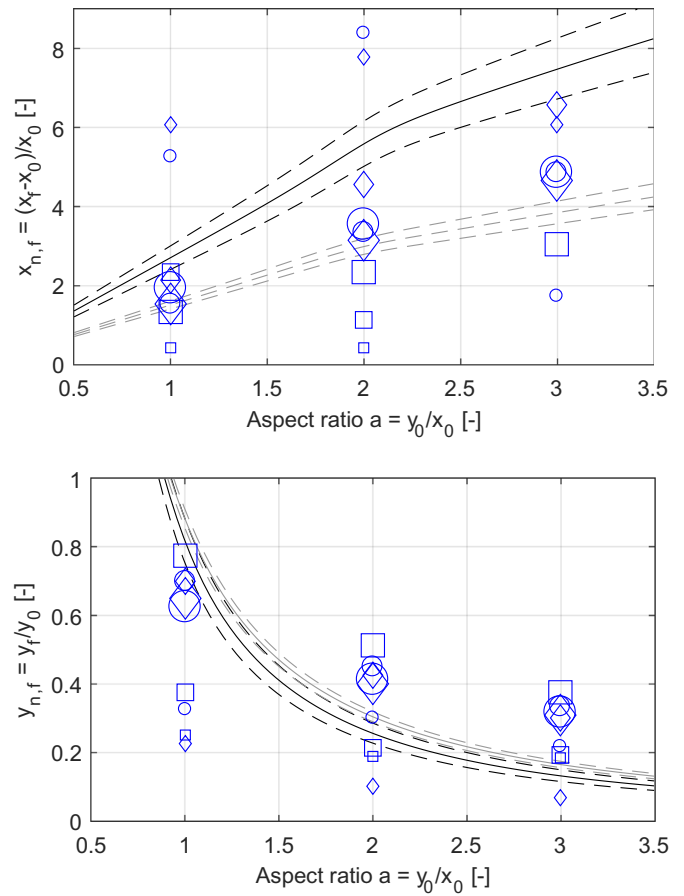 8
6
4
2
0
x_n,f = (x_f-x_0)/x_0 [-]
0.5 1 1.5 2 2.5 3 3.5
Aspect ratio a = y_0/x_0 [-]
1
0.8
0.6
0.4
0.2
0
y_n,f = y_f/y_0 [-]
0.5 1 1.5 2 2.5 3 3.5
Aspect ratio a = y_0/x_0 [-]